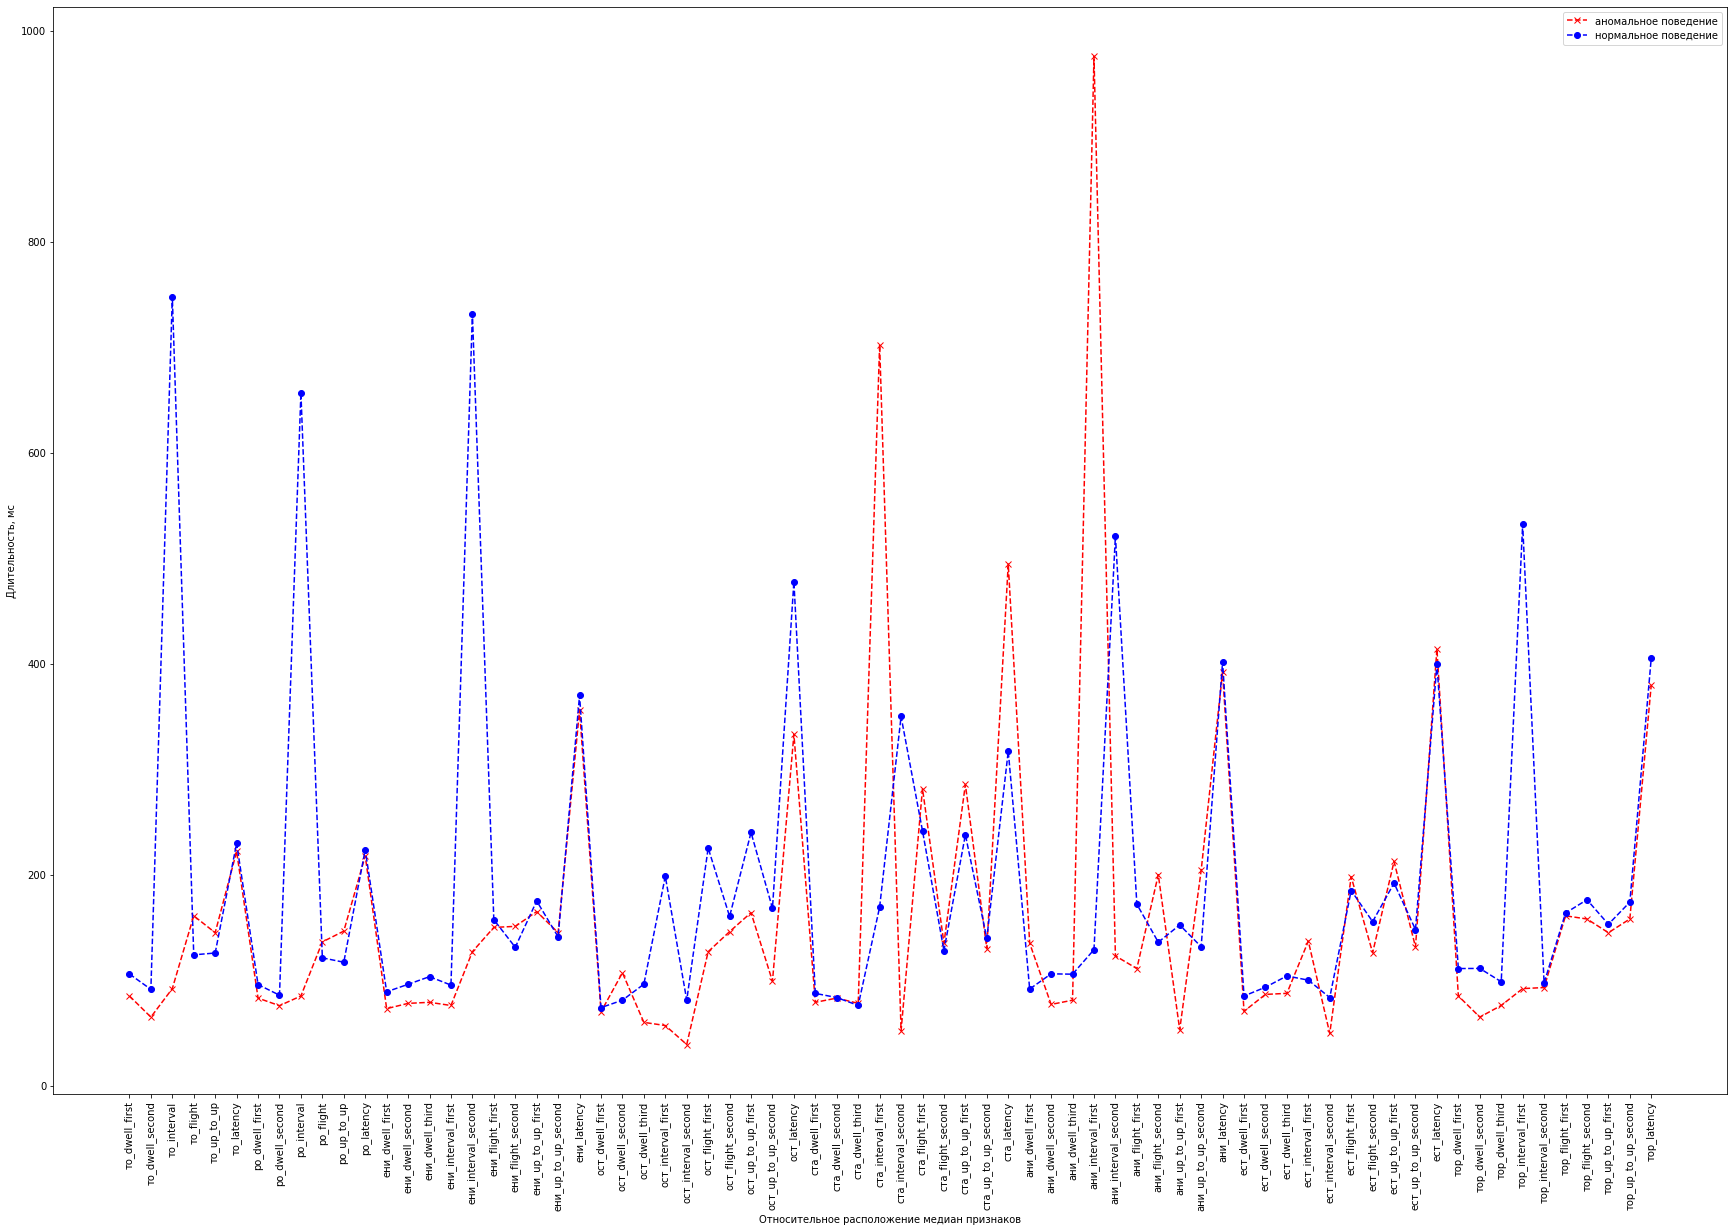 аномальное поведение
нормальное поведение
1000
800
600
400
200
0
Длительность, мс
то_dwell_first
то_dwell_second
то_interval
то_flight
то_up_to_up
то_latency
ро_dwell_first
ро_dwell_second
ро_interval
ро_flight
ро_up_to_up
ро_latency
ени_dwell_first
ени_dwell_second
ени_dwell_third
ени_interval_first
ени_interval_second
ени_flight_first
ени_flight_second
ени_up_to_up_first
ени_up_to_up_second
ени_latency
ост_dwell_first
ост_dwell_second
ост_dwell_third
ост_interval_first
ост_interval_second
ост_flight_first
ост_flight_second
ост_up_to_up_first
ост_up_to_up_second
ост_latency
ста_dwell_first
ста_dwell_second
ста_dwell_third
ста_interval_first
ста_interval_second
ста_flight_first
ста_flight_second
ста_up_to_up_first
ста_up_to_up_second
ста_latency
ани_dwell_first
ани_dwell_second
ани_dwell_third
ани_interval_first
ани_interval_second
ани_flight_first
ани_flight_second
ани_up_to_up_first
ани_up_to_up_second
ани_latency
ест_dwell_first
ест_dwell_second
ест_dwell_third
ест_interval_first
ест_interval_second
ест_flight_first
ест_flight_second
ест_up_to_up_first
ест_up_to_up_second
ест_latency
тор_dwell_first
тор_dwell_second
тор_dwell_third
тор_interval_first
тор_interval_second
тор_flight_first
тор_flight_second
тор_up_to_up_first
тор_up_to_up_second
тор_latency
Относительное расположение медиан признаков